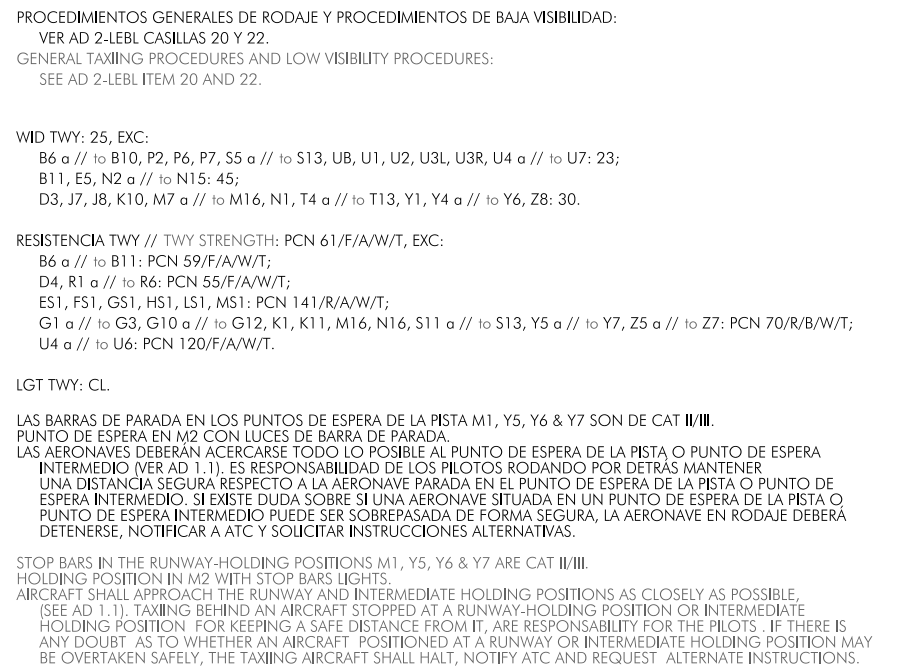 PROCEDIMIENTOS GENERALES DE RODAJE Y PROCEDIMIENTOS DE BAJA VISIBILIDAD:
VER AD 2-LEBL CASILLAS 20 Y 22.
GENERAL TAXIING PROCEDURES AND LOW VISIBILITY PROCEDURES:
SEE AD 2-LEBL ITEM 20 AND 22.
WID TWY: 25, EXC:
B6 a // to B10, P2, P6, P7, S5 a // to S13, UB, U1, U2, U3L, U3R, U4 a // to U7: 23;
B11, E5, N2 a // to N15: 45;
D3, J7, J8, K10, M7 a // to M16, N1, T4 a // to T13, Y1, Y4 a // to Y6, Z8: 30.
RESISTENCIA TWY // TWY STRENGTH: PCN 61/F/A/W/T, EXC:
B6 a // to B11: PCN 59/F/A/W/T;
D4, R1 a // to R6: PCN 55/F/A/W/T;
ES1, FS1, GS1, HS1, LS1, MS1: PCN 141/R/A/W/T;
G1 a // to G3, G10 a // to G12, K1, K11, M16, N16, S11 a // to S13, Y5 a // to Y7, Z5 a // to Z7: PCN 70/R/B/W/T;
U4 a // to U6: PCN 120/F/A/W/T.
LGT TWY: CL.
LAS BARRAS DE PARADA EN LOS PUNTOS DE ESPERA DE LA PISTA M1, Y5, Y6 & Y7 SON DE CAT II/III.
PUNTO DE ESPERA EN M2 CON LUCES DE BARRA DE PARADA.
LAS AERONAVES DEBERÁN ACERCARSE TODO LO POSIBLE AL PUNTO DE ESPERA DE LA PISTA O PUNTO DE ESPERA
INTERMEDIO (VER AD 1.1). ES RESPONSABILIDAD DE LOS PILOTOS RODANDO POR DETRÁS MANTENER
UNA DISTANCIA SEGURA RESPECTO A LA AERONAVE PARADA EN EL PUNTO DE ESPERA DE LA PISTA O PUNTO DE
ESPERA INTERMEDIO. SI EXISTE DUDA SOBRE SI UNA AERONAVE SITUADA EN UN PUNTO DE ESPERA DE LA PISTA O
PUNTO DE ESPERA INTERMEDIO PUEDE SER SOBREPASADA DE FORMA SEGURA, LA AERONAVE EN RODAJE DEBERÁ
DETENERSE, NOTIFICAR A ATC Y SOLICITAR INSTRUCCIONES ALTERNATIVAS.
STOP BARS IN THE RUNWAY-HOLDING POSITIONS M1, Y5, Y6 & Y7 ARE CAT II/III.
HOLDING POSITION IN M2 WITH STOP BARS LIGHTS.
AIRCRAFT SHALL APPROACH THE RUNWAY AND INTERMEDIATE HOLDING POSITIONS AS CLOSELY AS POSSIBLE,
(SEE AD 1.1). TAXIING BEHIND AN AIRCRAFT STOPPED AT A RUNWAY-HOLDING POSITION OR INTERMEDIATE
HOLDING POSITION FOR KEEPING A SAFE DISTANCE FROM IT, ARE RESPONSABILITY FOR THE PILOTS . IF THERE IS
ANY DOUBT AS TO WHETHER AN AIRCRAFT POSITIONED AT A RUNWAY OR INTERMEDIATE HOLDING POSITION MAY
BE OVERTAKEN SAFELY, THE TAXIING AIRCRAFT SHALL HALT, NOTIFY ATC AND REQUEST ALTERNATE INSTRUCTIONS.